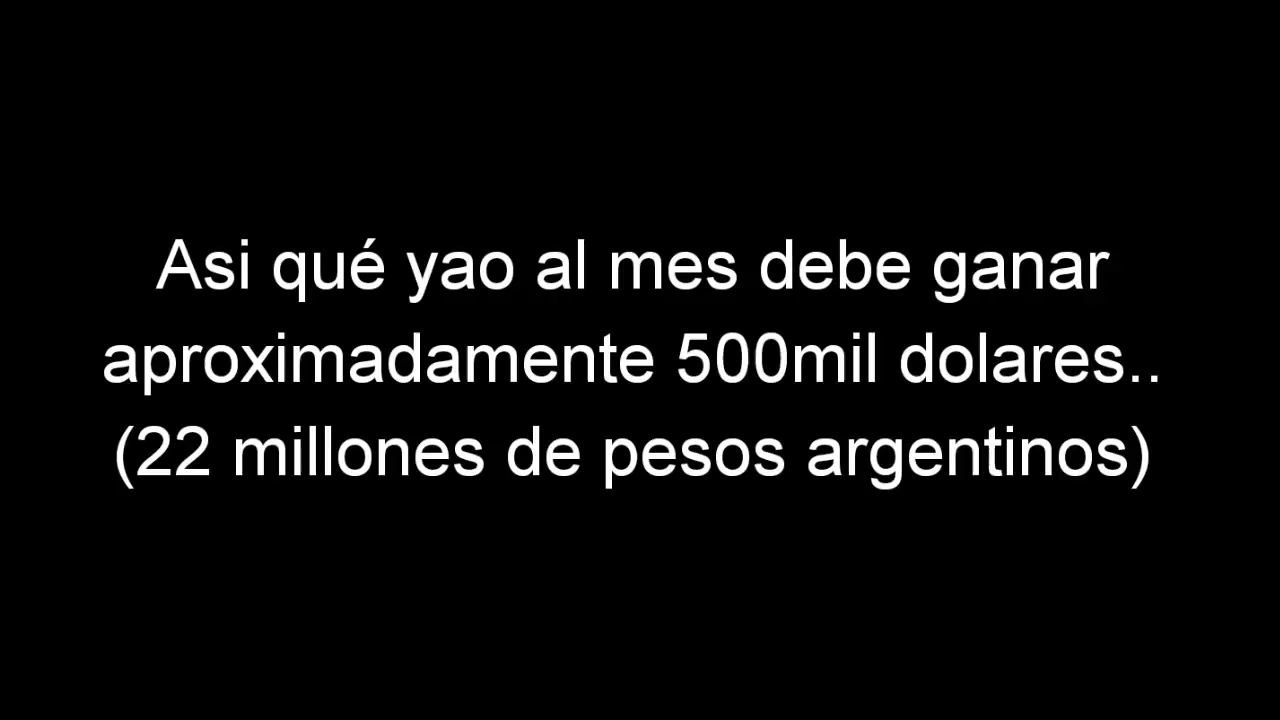 Asi qué yao al mes debe ganar
aproximadamente 500mil dolares..
(22 millones de pesos argentinos)